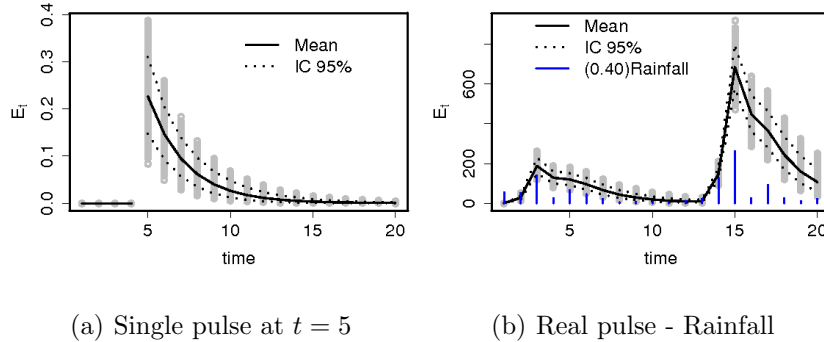 0.4
0.3
0.2
0.1
0.0
E_t
Mean
IC 95%
5 10 15 20
time
600
200
0
E_t
Mean
IC 95%
(0.40)Rainfall
5 10 15 20
time
(a) Single pulse at t = 5
(b) Real pulse - Rainfall